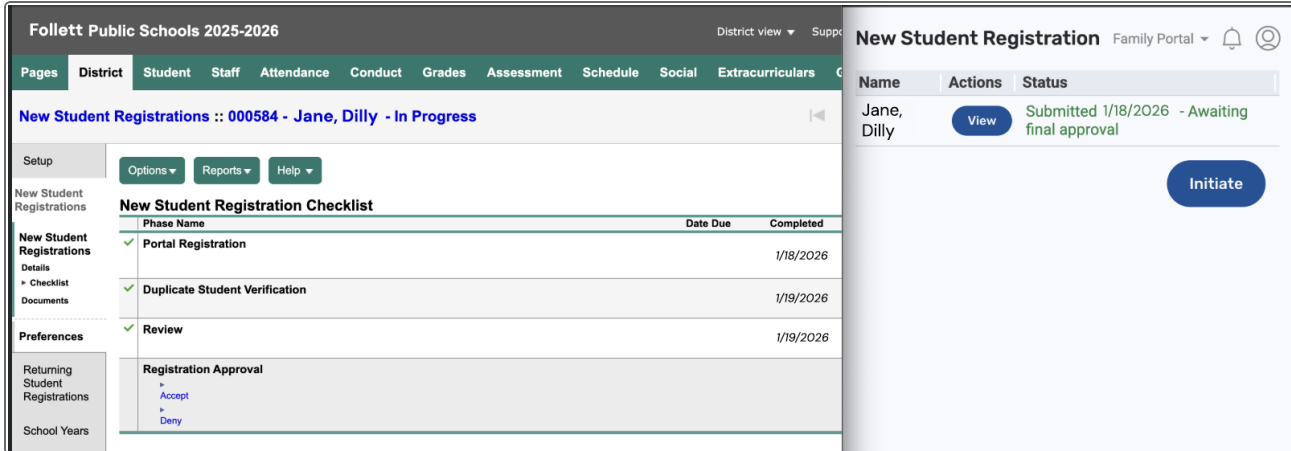 Follett Public Schools 2025-2026
District view
Pages District Student Staff Attendance Conduct Grades Assessment Schedule Social Extracurriculars
New Student Registrations :: 000584 - Jane, Dilly - In Progress
Setup
New Student
Registrations
New Student
Registrations
Details
Checklist
Documents
Preferences
Returning
Student
Registrations
School Years
Options Reports Help
New Student Registration Checklist
Phase Name Date Due Completed
Portal Registration
1/18/2026
Duplicate Student Verification
1/19/2026
Review
1/19/2026
Registration Approval
Accept
Deny
New Student Registration Family Portal
Name Actions Status
Jane,
Dilly
View
Submitted 1/18/2026 - Awaiting
final approval
Initiate